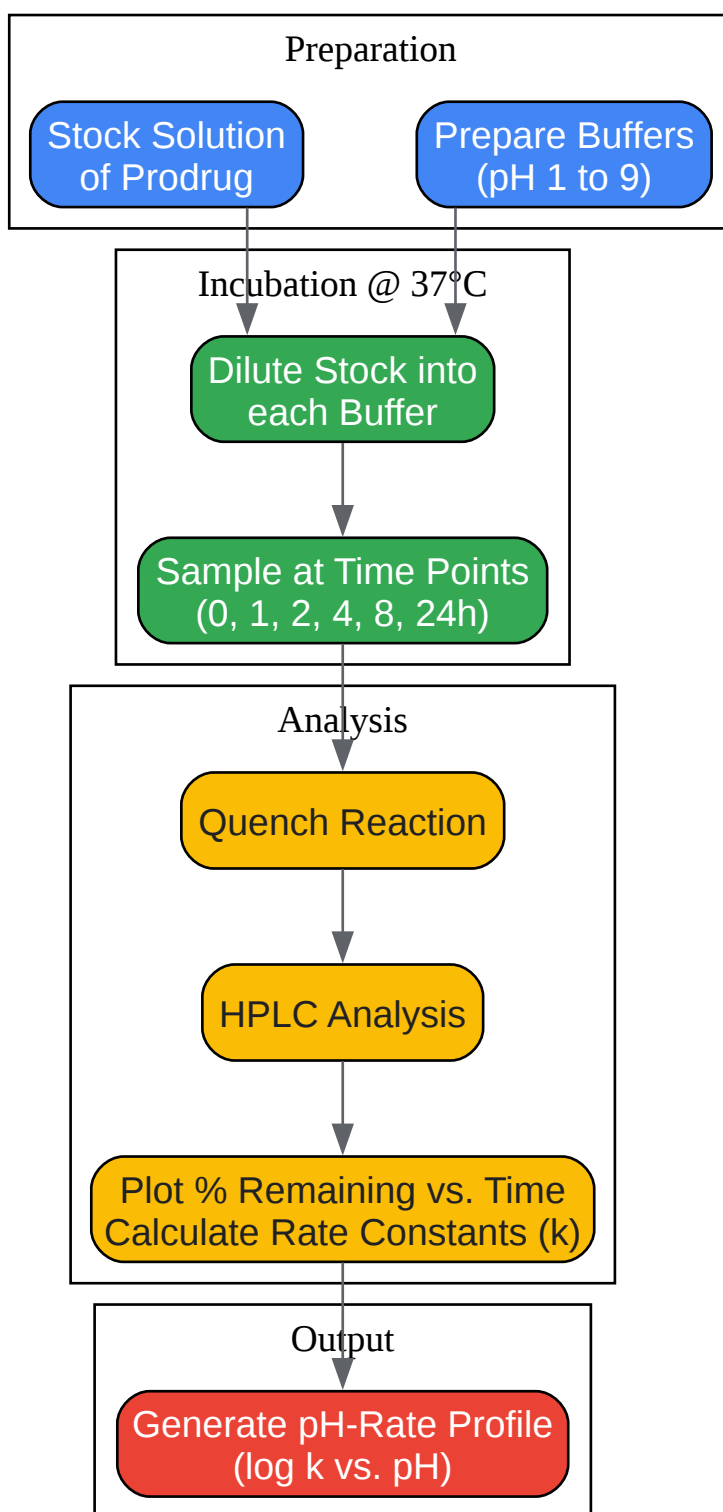 Preparation
Stock Solution
of Prodrug
Prepare Buffers
(pH 1 to 9)
Incubation @ 37°C
Dilute Stock into
each Buffer
Sample at Time Points
(0, 1, 2, 4, 8, 24h)
Analysis
Quench Reaction
HPLC Analysis
Plot % Remaining vs. Time
Calculate Rate Constants (k)
Output
Generate pH-Rate Profile
(log k vs. pH)